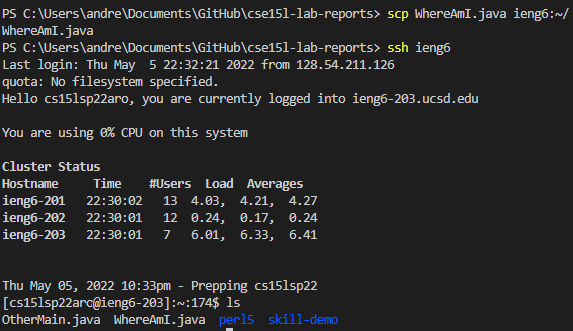 PS C:\Users\andre\Documents\GitHub\cse15l-lab-reports> scp WhereAmI.java ieng6:~/
WhereAmI.java
PS C:\Users\andre\Documents\GitHub\cse15l-lab-reports> ssh ieng6
Last login: Thu May  5 22:32:21 2022 from 128.54.211.126
quota: No filesystem specified.
Hello cs15lsp22aro, you are currently logged into ieng6-203.ucsd.edu
You are using 0% CPU on this system
Cluster Status
Hostname     Time    #Users  Load  Averages
ieng6-201   22:30:02   13  4.03,  4.21,  4.27
ieng6-202   22:30:01   12  0.24,  0.17,  0.24
ieng6-203   22:30:01   7   6.01,  6.33,  6.41
Thu May 05, 2022 10:33pm - Prepping cs15lsp22
[cs15lsp22aro@ieng6-203]:~:174$ ls
OtherMain.java  WhereAmI.java  perl5  skill-demo